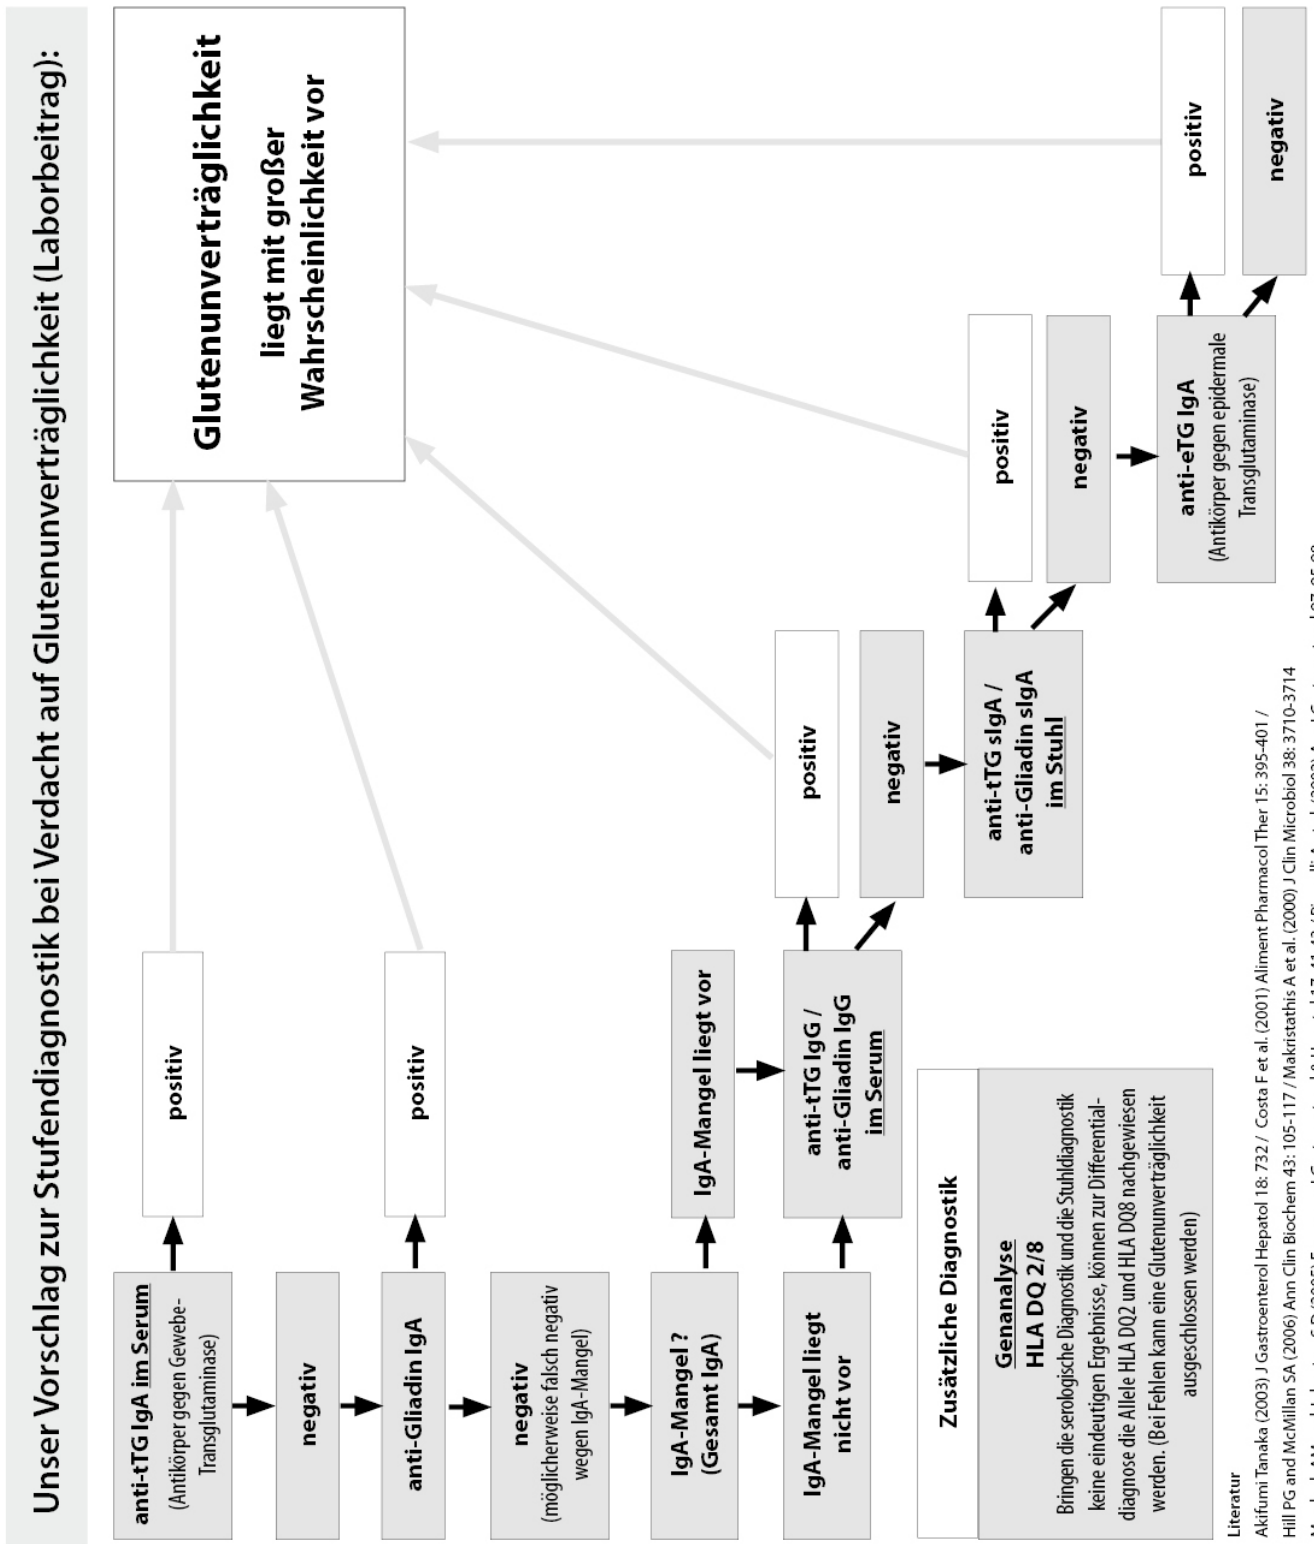 Unser Vorschlag zur Stufendiagnostik bei Verdacht auf Glutenunverträglichkeit (Laborbeitrag):
anti-tTG IgA im Serum
(Antikörper gegen Gewebe-
Transglutaminase)
positiv
Glutenunverträglichkeit
liegt mit großer
Wahrscheinlichkeit vor
negativ
anti-Gliadin IgA
positiv
negativ
(möglicherweise falsch negativ
wegen IgA-Mangel)
IgA-Mangel ?
(Gesamt IgA)
IgA-Mangel liegt vor
IgA-Mangel liegt
nicht vor
anti-tTG IgG /
anti-Gliadin IgG
im Serum
positiv
negativ
anti-tTG sIgA /
anti-Gliadin sIgA
im Stuhl
positiv
negativ
anti-eTG IgA
(Antikörper gegen epidermale
Transglutaminase)
positiv
negativ
Zusätzliche Diagnostik
Genanalyse
HLA DQ 2/8
Bringen die serologische Diagnostik und die Stuhldiagnostik
keine eindeutigen Ergebnisse, können zur Differential-
diagnose die Allele HLA DQ2 und HLA DQ8 nachgewiesen
werden. (Bei Fehlen kann eine Glutenunverträglichkeit
ausgeschlossen werden)
Literatur
Akifumi Tanaka (2003) J Gastroenterol Hepatol 18: 732 / Costa F et al. (2001) Aliment Pharmacol Ther 15: 395-401 /
Hill PG and McMillan SA (2006) Ann Clin Biochem 43: 105-117 / Makristathis A et al. (2000) J Clin Microbiol 38: 3710-3714